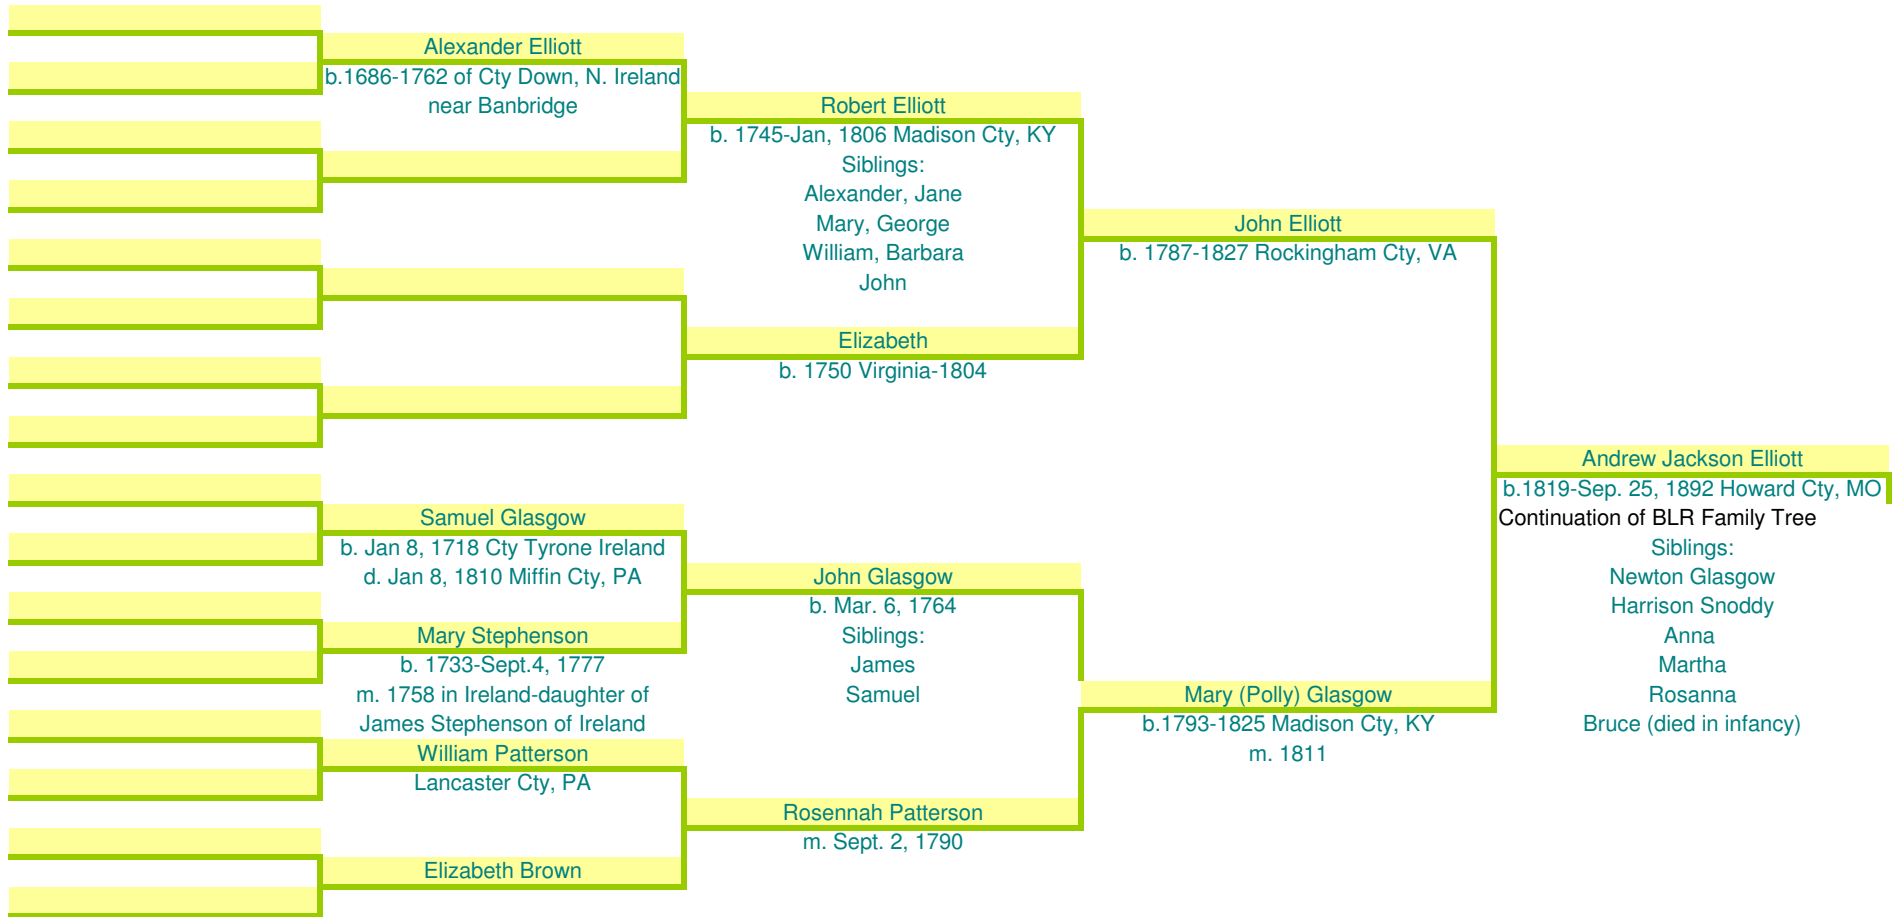 Alexander Elliott
b.1686-1762 of Cty Down, N. Ireland
near Banbridge
Robert Elliott
b. 1745-Jan, 1806 Madison Cty, KY
Siblings:
Alexander, Jane
Mary, George
William, Barbara
John
John Elliott
b. 1787-1827 Rockingham Cty, VA
Elizabeth
b. 1750 Virginia-1804
Andrew Jackson Elliott
b.1819-Sep. 25, 1892 Howard Cty, MO
Continuation of BLR Family Tree
Siblings:
Newton Glasgow
Harrison Snoddy
Anna
Martha
Rosanna
Bruce (died in infancy)
Samuel Glasgow
b. Jan 8, 1718 Cty Tyrone Ireland
d. Jan 8, 1810 Miffin Cty, PA
John Glasgow
b. Mar. 6, 1764
Siblings:
James
Samuel
Mary Stephenson
b. 1733-Sept.4, 1777
m. 1758 in Ireland-daughter of
James Stephenson of Ireland
Mary (Polly) Glasgow
b.1793-1825 Madison Cty, KY
m. 1811
William Patterson
Lancaster Cty, PA
Rosennah Patterson
m. Sept. 2, 1790
Elizabeth Brown